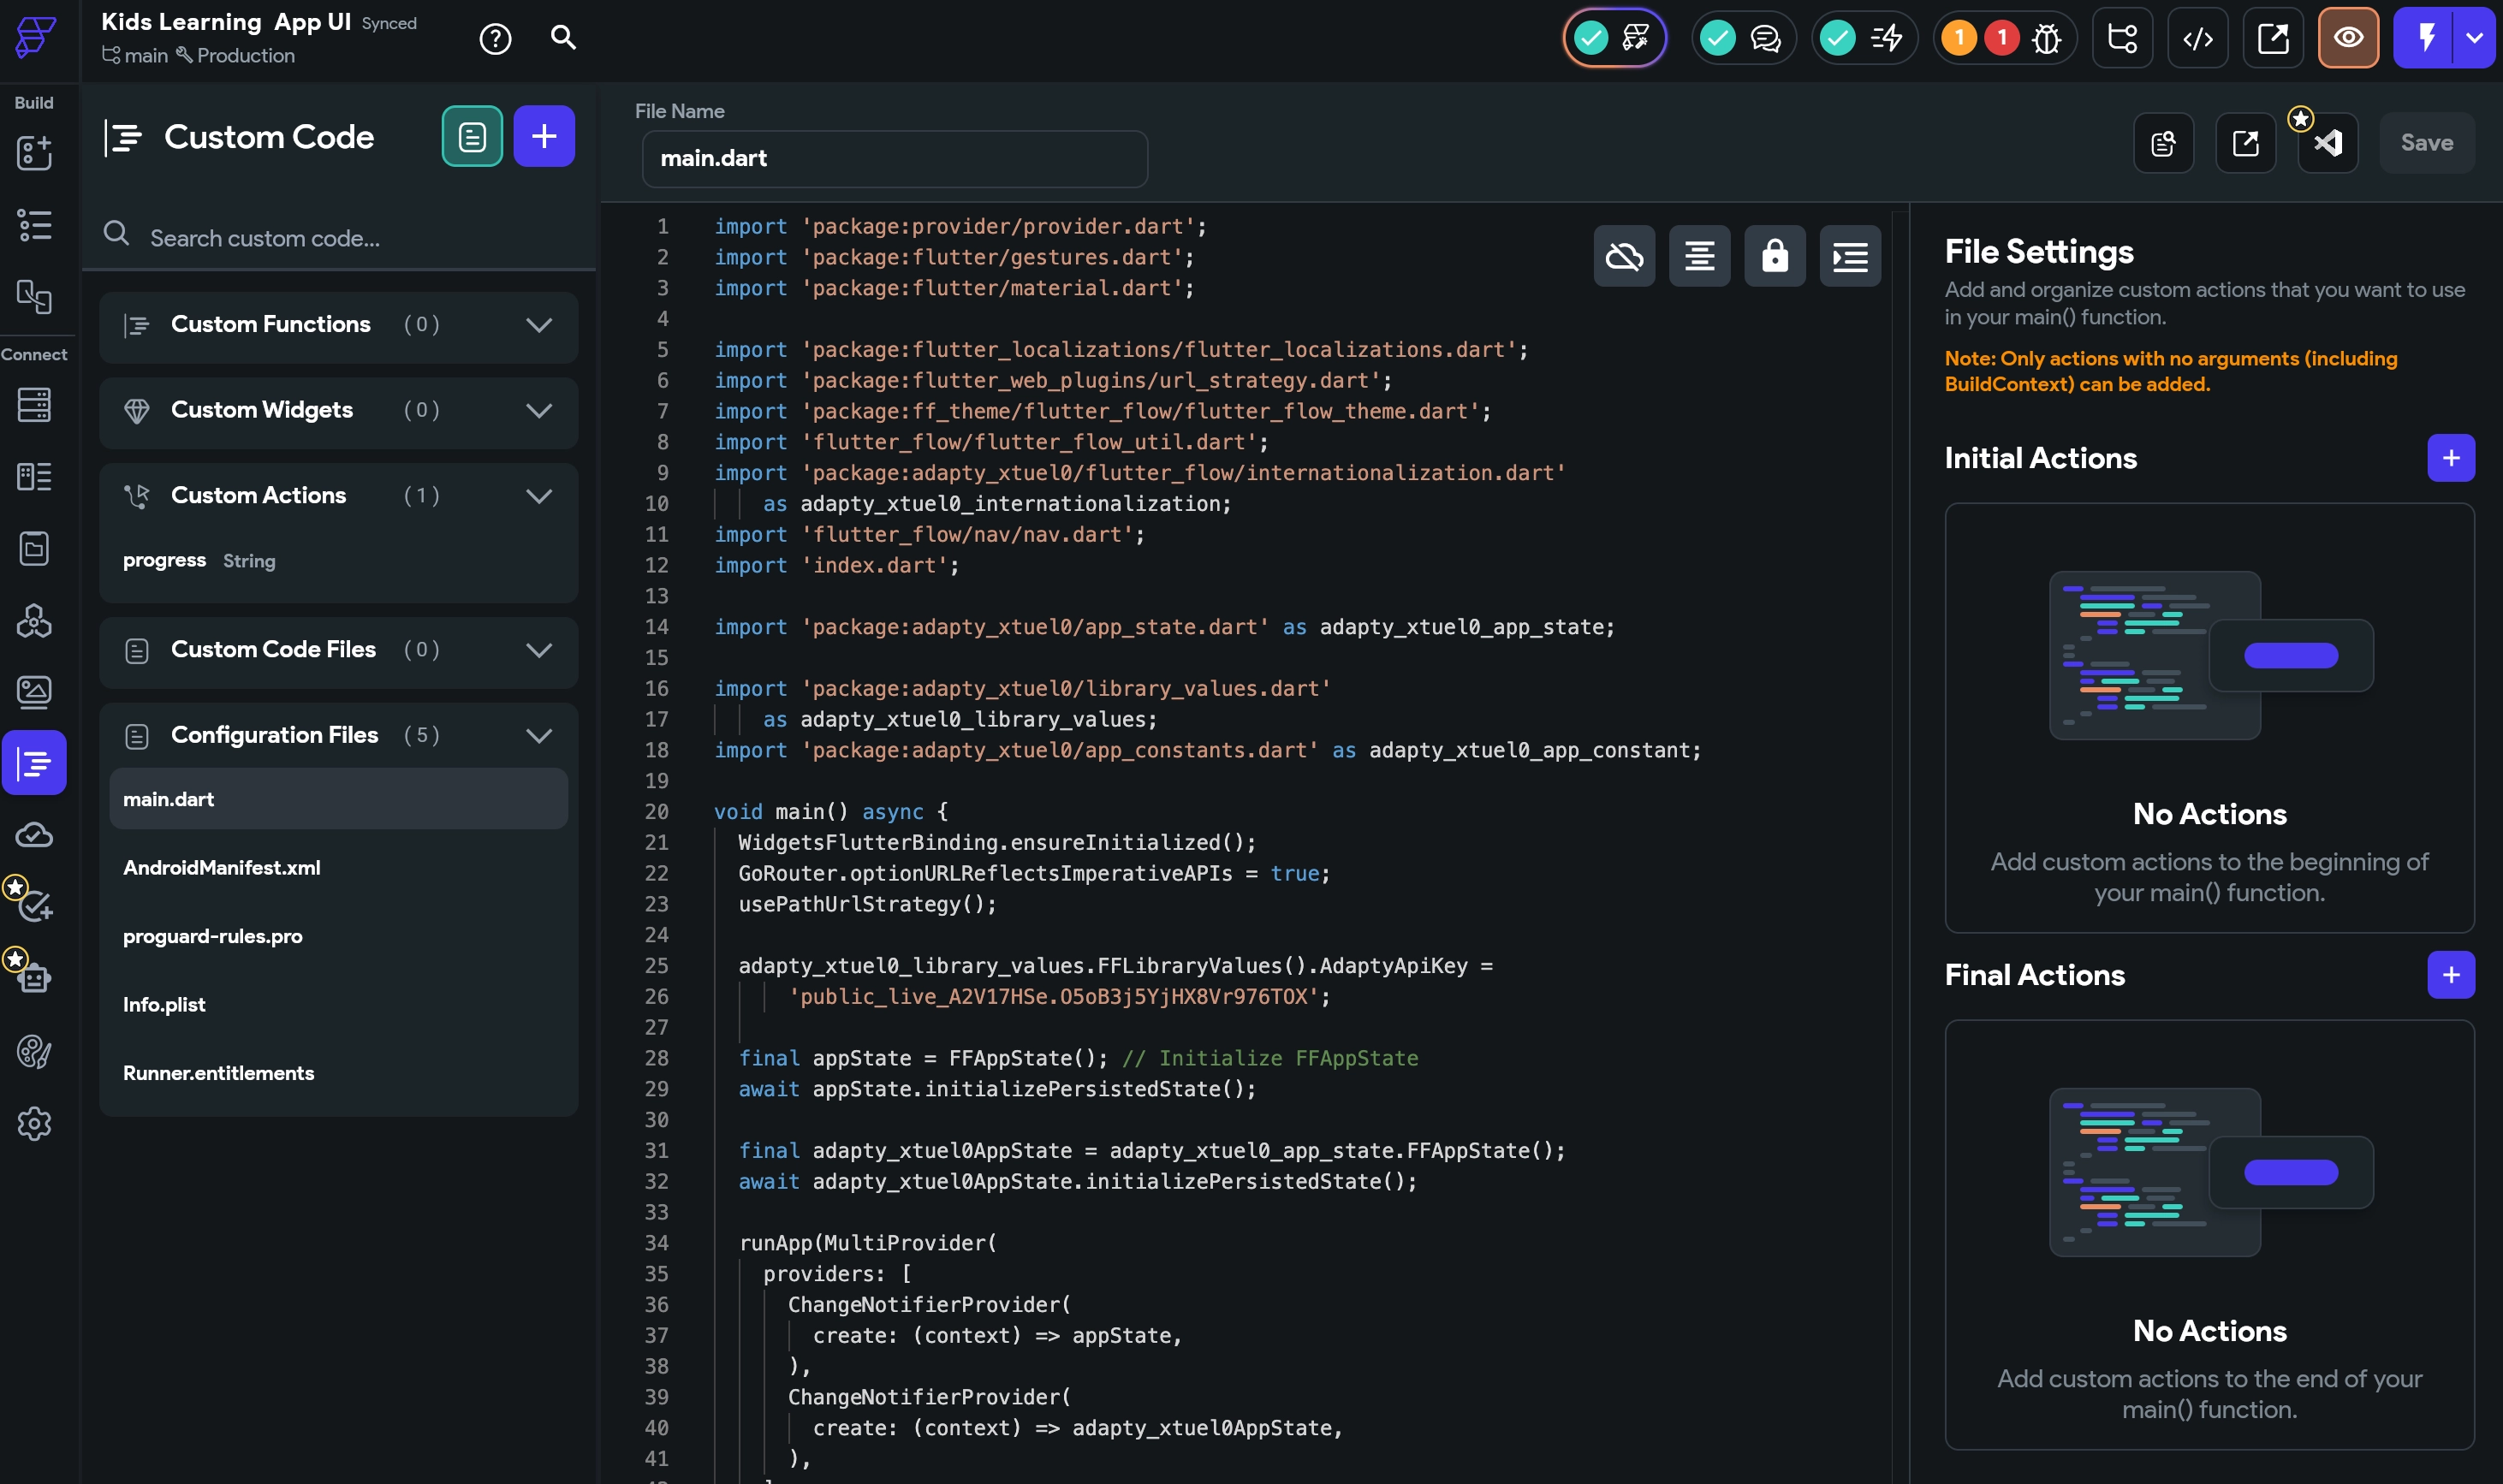 Kids Learning  App UI Synced
main Production
1 1
Build
Connect
Custom Code
Search custom code...
Custom Functions (0)
Custom Widgets (0)
Custom Actions (1)
progress String
Custom Code Files (0)
Configuration Files (5)
main.dart
AndroidManifest.xml
proguard-rules.pro
Info.plist
Runner.entitlements
File Name
main.dart
Save
1 import 'package:provider/provider.dart';
2 import 'package:flutter/gestures.dart';
3 import 'package:flutter/material.dart';
4
5 import 'package:flutter_localizations/flutter_localizations.dart';
6 import 'package:flutter_web_plugins/url_strategy.dart';
7 import 'package:ff_theme/flutter_flow/flutter_flow_theme.dart';
8 import 'flutter_flow/flutter_flow_util.dart';
9 import 'package:adapty_xtuel0/flutter_flow/internationalization.dart'
10     as adapty_xtuel0_internationalization;
11 import 'flutter_flow/nav/nav.dart';
12 import 'index.dart';
13
14 import 'package:adapty_xtuel0/app_state.dart' as adapty_xtuel0_app_state;
15
16 import 'package:adapty_xtuel0/library_values.dart'
17     as adapty_xtuel0_library_values;
18 import 'package:adapty_xtuel0/app_constants.dart' as adapty_xtuel0_app_constant;
19
20 void main() async {
21   WidgetsFlutterBinding.ensureInitialized();
22   GoRouter.optionURLReflectsImperativeAPIs = true;
23   usePathUrlStrategy();
24
25   adapty_xtuel0_library_values.FFLibraryValues().AdaptyApiKey =
26       'public_live_A2V17HSe.O5oB3j5YjHX8Vr976TOX';
27
28   final appState = FFAppState(); // Initialize FFAppState
29   await appState.initializePersistedState();
30
31   final adapty_xtuel0AppState = adapty_xtuel0_app_state.FFAppState();
32   await adapty_xtuel0AppState.initializePersistedState();
33
34   runApp(MultiProvider(
35     providers: [
36       ChangeNotifierProvider(
37         create: (context) => appState,
38       ),
39       ChangeNotifierProvider(
40         create: (context) => adapty_xtuel0AppState,
41       ),
File Settings
Add and organize custom actions that you want to use
in your main() function.
Note: Only actions with no arguments (including
BuildContext) can be added.
Initial Actions
No Actions
Add custom actions to the beginning of
your main() function.
Final Actions
No Actions
Add custom actions to the end of your
main() function.